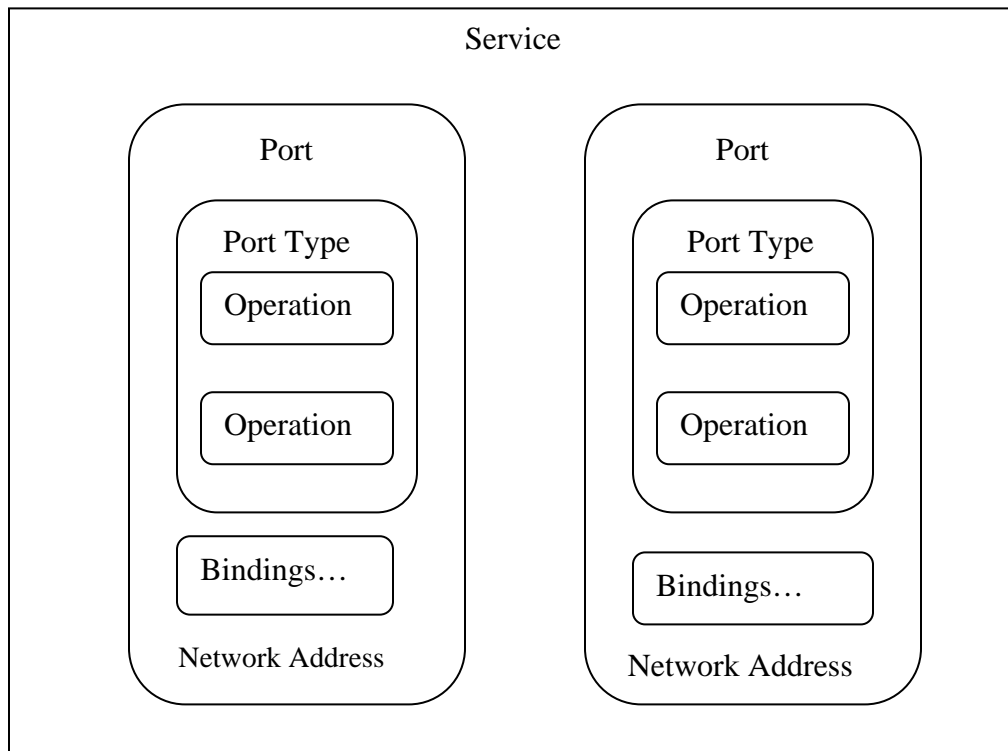 Service
Port
Port Type
Operation
Operation
Bindings…
Network Address
Port
Port Type
Operation
Operation
Bindings…
Network Address